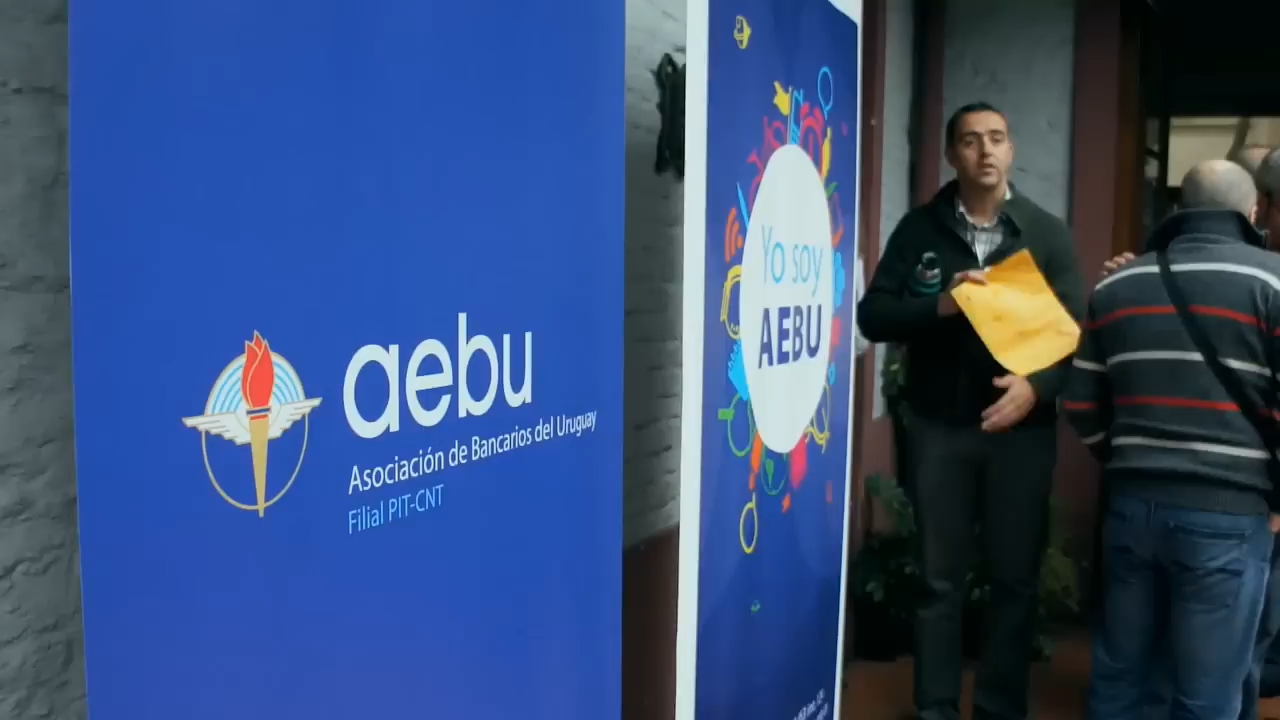 aebu
Asociación de Bancarios del Uruguay
Filial PIT-CNT
Yo soy
AEBU